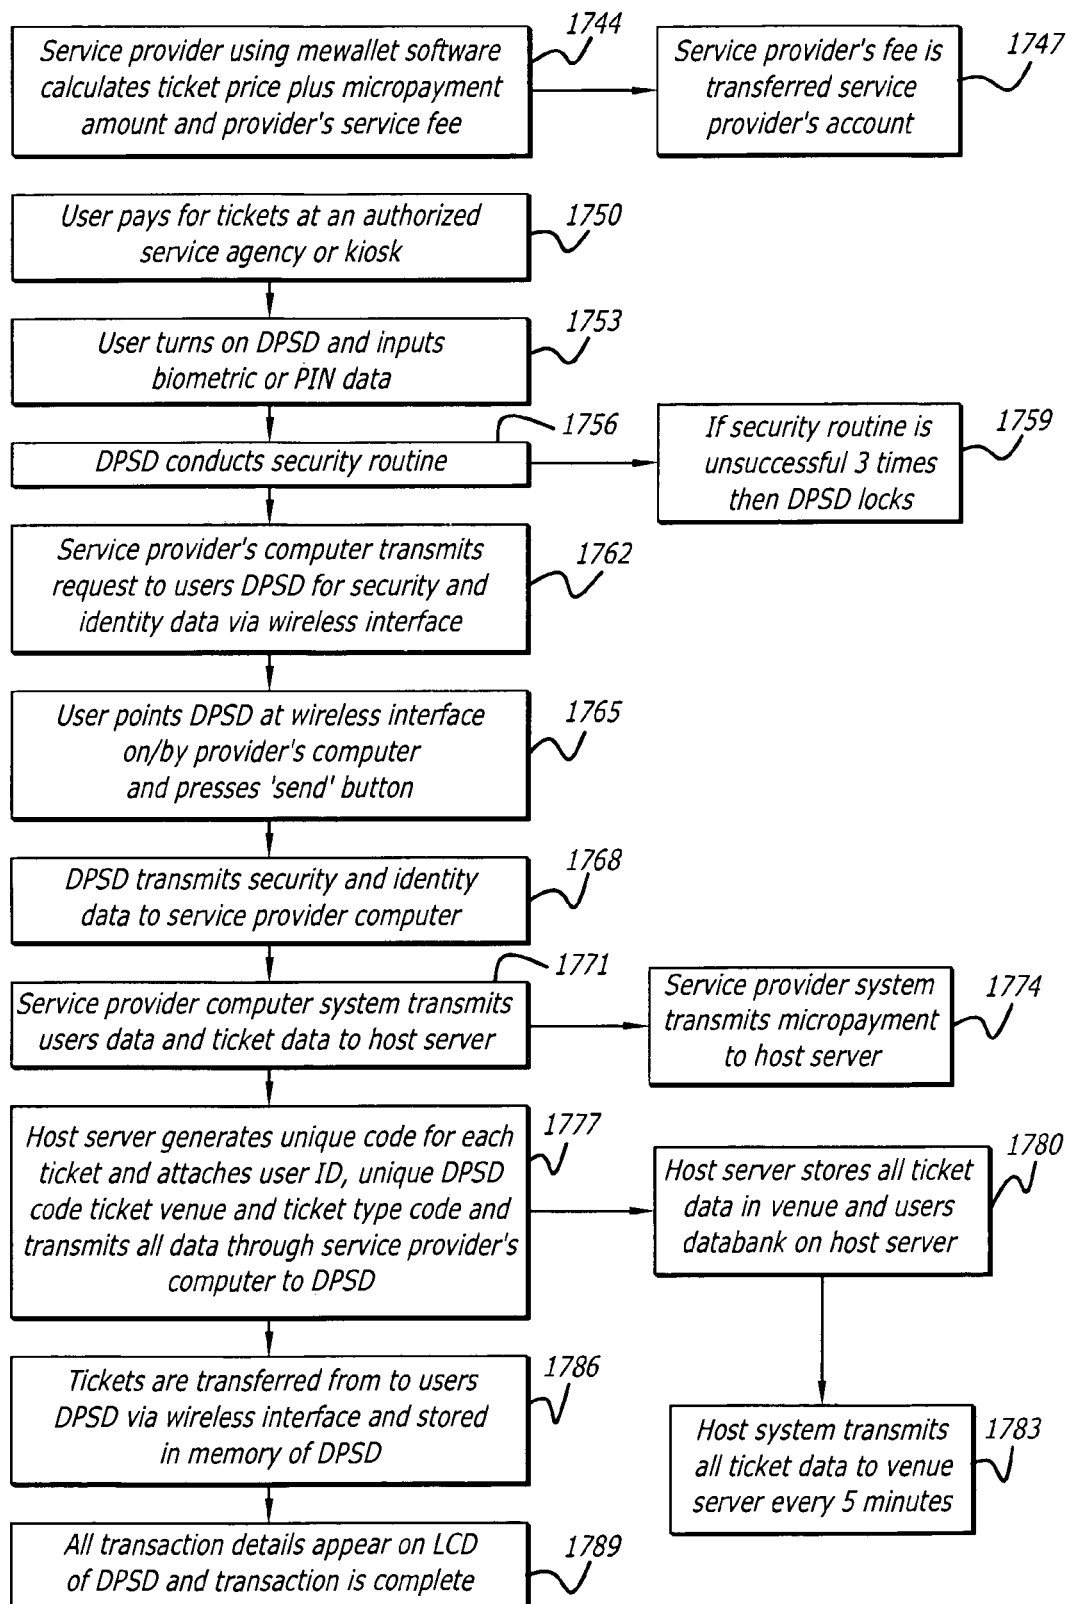 Service provider using mewallet software
calculates ticket price plus micropayment
amount and provider's service fee
1744
Service provider's fee is
transferred service
provider's account
1747
User pays for tickets at an authorized
service agency or kiosk
1750
User turns on DPSD and inputs
biometric or PIN data
1753
DPSD conducts security routine
1756
If security routine is
unsuccessful 3 times
then DPSD locks
1759
Service provider's computer transmits
request to users DPSD for security and
identity data via wireless interface
1762
User points DPSD at wireless interface
on/by provider's computer
and presses 'send' button
1765
DPSD transmits security and identity
data to service provider computer
1768
Service provider computer system transmits
users data and ticket data to host server
1771
Service provider system
transmits micropayment
to host server
1774
Host server generates unique code for each
ticket and attaches user ID, unique DPSD
code ticket venue and ticket type code and
transmits all data through service provider's
computer to DPSD
1777
Host server stores all ticket
data in venue and users
databank on host server
1780
Tickets are transferred from to users
DPSD via wireless interface and stored
in memory of DPSD
1786
Host system transmits
all ticket data to venue
server every 5 minutes
1783
All transaction details appear on LCD
of DPSD and transaction is complete
1789